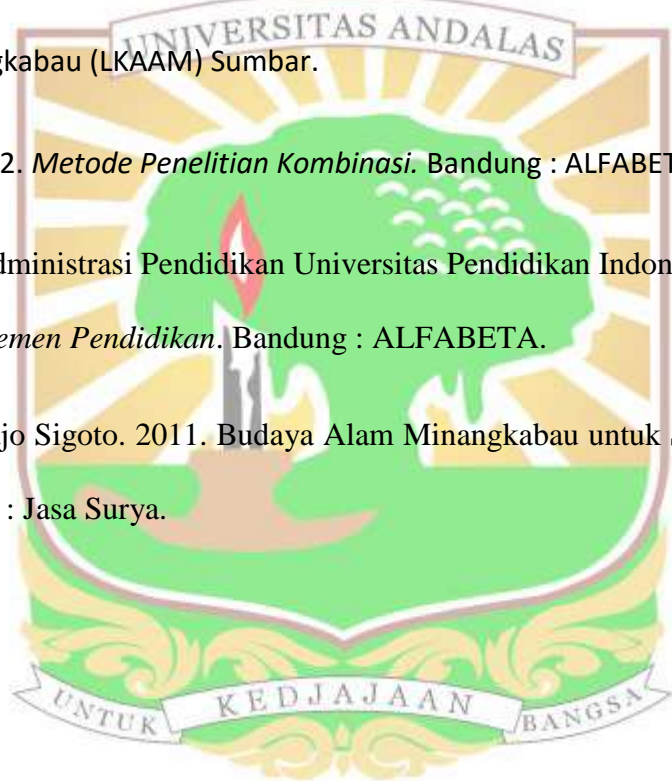 UNIVERSITAS ANDALAS
gkabau (LKAAM) Sumbar.
2. Metode Penelitian Kombinasi. Bandung : ALFABET
dministrasi Pendidikan Universitas Pendidikan Indon
emen Pendidikan. Bandung : ALFABETA.
jo Sigoto. 2011. Budaya Alam Minangkabau untuk
: Jasa Surya.
UNTUK KEDJAJAAN BANGSA